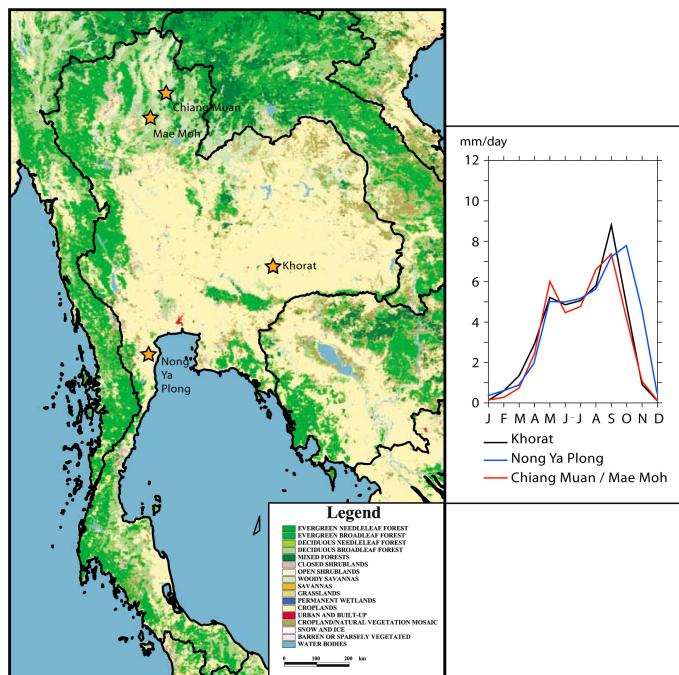 Chiang Muan
Mae Moh
Khorat
Nong
Ya
Plong
mm/day
12
10
8
6
4
2
0
J F M A M J - J A S O N D
Khorat
Nong Ya Plong
Chiang Muan / Mae Moh
Legend
EVERGREEN NEEDLELEAF FOREST
EVERGREEN BROADLEAF FOREST
DECIDUOUS NEEDLELEAF FOREST
DECIDUOUS BROADLEAF FOREST
MIXED FORESTS
CLOSED SHRUBLANDS
OPEN SHRUBLANDS
WOODY SAVANNAS
SAVANNAS
GRASSLANDS
PERMANENT WETLANDS
CROPLANDS
URBAN AND BUILT-UP
CROPLAND/NATURAL VEGETATION MOSAIC
SNOW AND ICE
BARREN OR SPARSELY VEGETATED
WATER BODIES
0 100 200 km